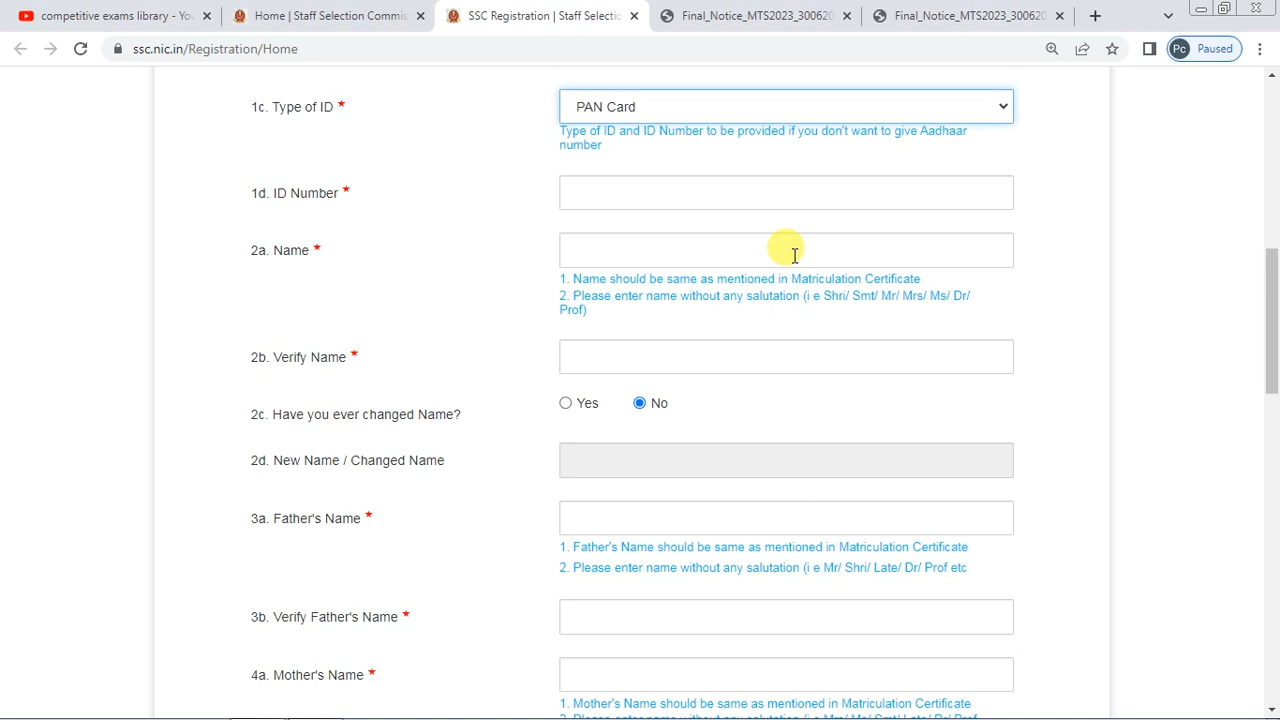 competitive exams library - You
Home | Staff Selection Commis
SSC Registration | Staff Selectio
Final_Notice_MTS2023_300620
Final_Notice_MTS2023_300620
ssc.nic.in/Registration/Home
Pc Paused
1c. Type of ID *
PAN Card
Type of ID and ID Number to be provided if you don't want to give Aadhaar
number
1d. ID Number *
2a. Name *
1. Name should be same as mentioned in Matriculation Certificate
2. Please enter name without any salutation (i e Shri/ Smt/ Mr/ Mrs/ Ms/ Dr/
Prof)
2b. Verify Name *
2c. Have you ever changed Name?
Yes No
2d. New Name / Changed Name
3a. Father's Name *
1. Father's Name should be same as mentioned in Matriculation Certificate
2. Please enter name without any salutation (i e Mr/ Shri/ Late/ Dr/ Prof etc
3b. Verify Father's Name *
4a. Mother's Name *
1. Mother's Name should be same as mentioned in Matriculation Certificate